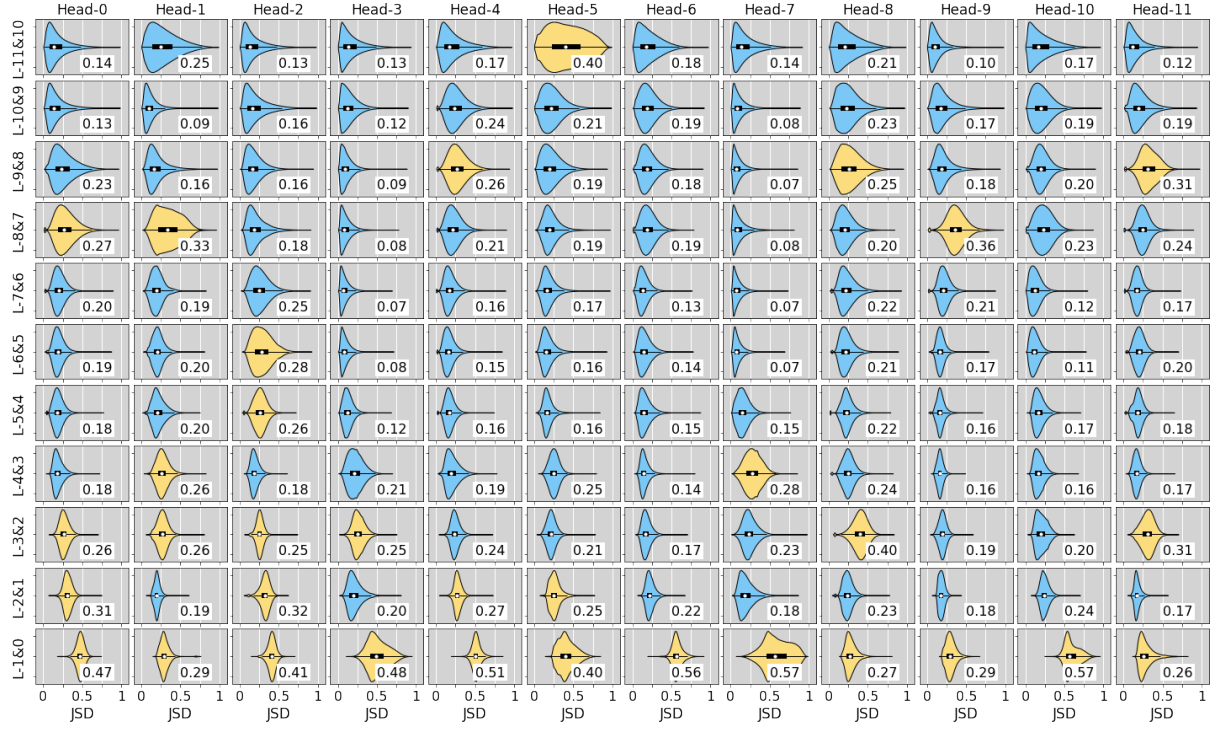 Head-0 Head-1 Head-2 Head-3 Head-4 Head-5 Head-6 Head-7 Head-8 Head-9 Head-10 Head-11
L-11&10 0.14 0.25 0.13 0.13 0.17 0.40 0.18 0.14 0.21 0.10 0.17 0.12
L-10&9 0.13 0.09 0.16 0.12 0.24 0.21 0.19 0.08 0.23 0.17 0.19 0.19
L-9&8 0.23 0.16 0.16 0.09 0.26 0.19 0.18 0.07 0.25 0.18 0.20 0.31
L-8&7 0.27 0.33 0.18 0.08 0.21 0.19 0.19 0.08 0.20 0.36 0.23 0.24
L-7&6 0.20 0.19 0.25 0.07 0.16 0.17 0.13 0.07 0.22 0.21 0.12 0.17
L-6&5 0.19 0.20 0.28 0.08 0.15 0.16 0.14 0.07 0.21 0.17 0.11 0.20
L-5&4 0.18 0.20 0.26 0.12 0.16 0.16 0.14 0.15 0.22 0.16 0.17 0.18
L-4&3 0.18 0.26 0.18 0.21 0.19 0.25 0.14 0.28 0.24 0.16 0.16 0.17
L-3&2 0.26 0.26 0.25 0.25 0.24 0.21 0.17 0.23 0.40 0.19 0.20 0.31
L-2&1 0.31 0.19 0.32 0.20 0.27 0.25 0.22 0.18 0.23 0.18 0.24 0.17
L-1&0 0.47 0.29 0.41 0.48 0.51 0.40 0.56 0.57 0.27 0.29 0.57 0.26
0 0.5 1 0 0.5 1 0 0.5 1 0 0.5 1 0 0.5 1 0 0.5 1 0 0.5 1 0 0.5 1 0 0.5 1 0 0.5 1 0 0.5 1 0 0.5 1
JSD JSD JSD JSD JSD JSD JSD JSD JSD JSD JSD JSD